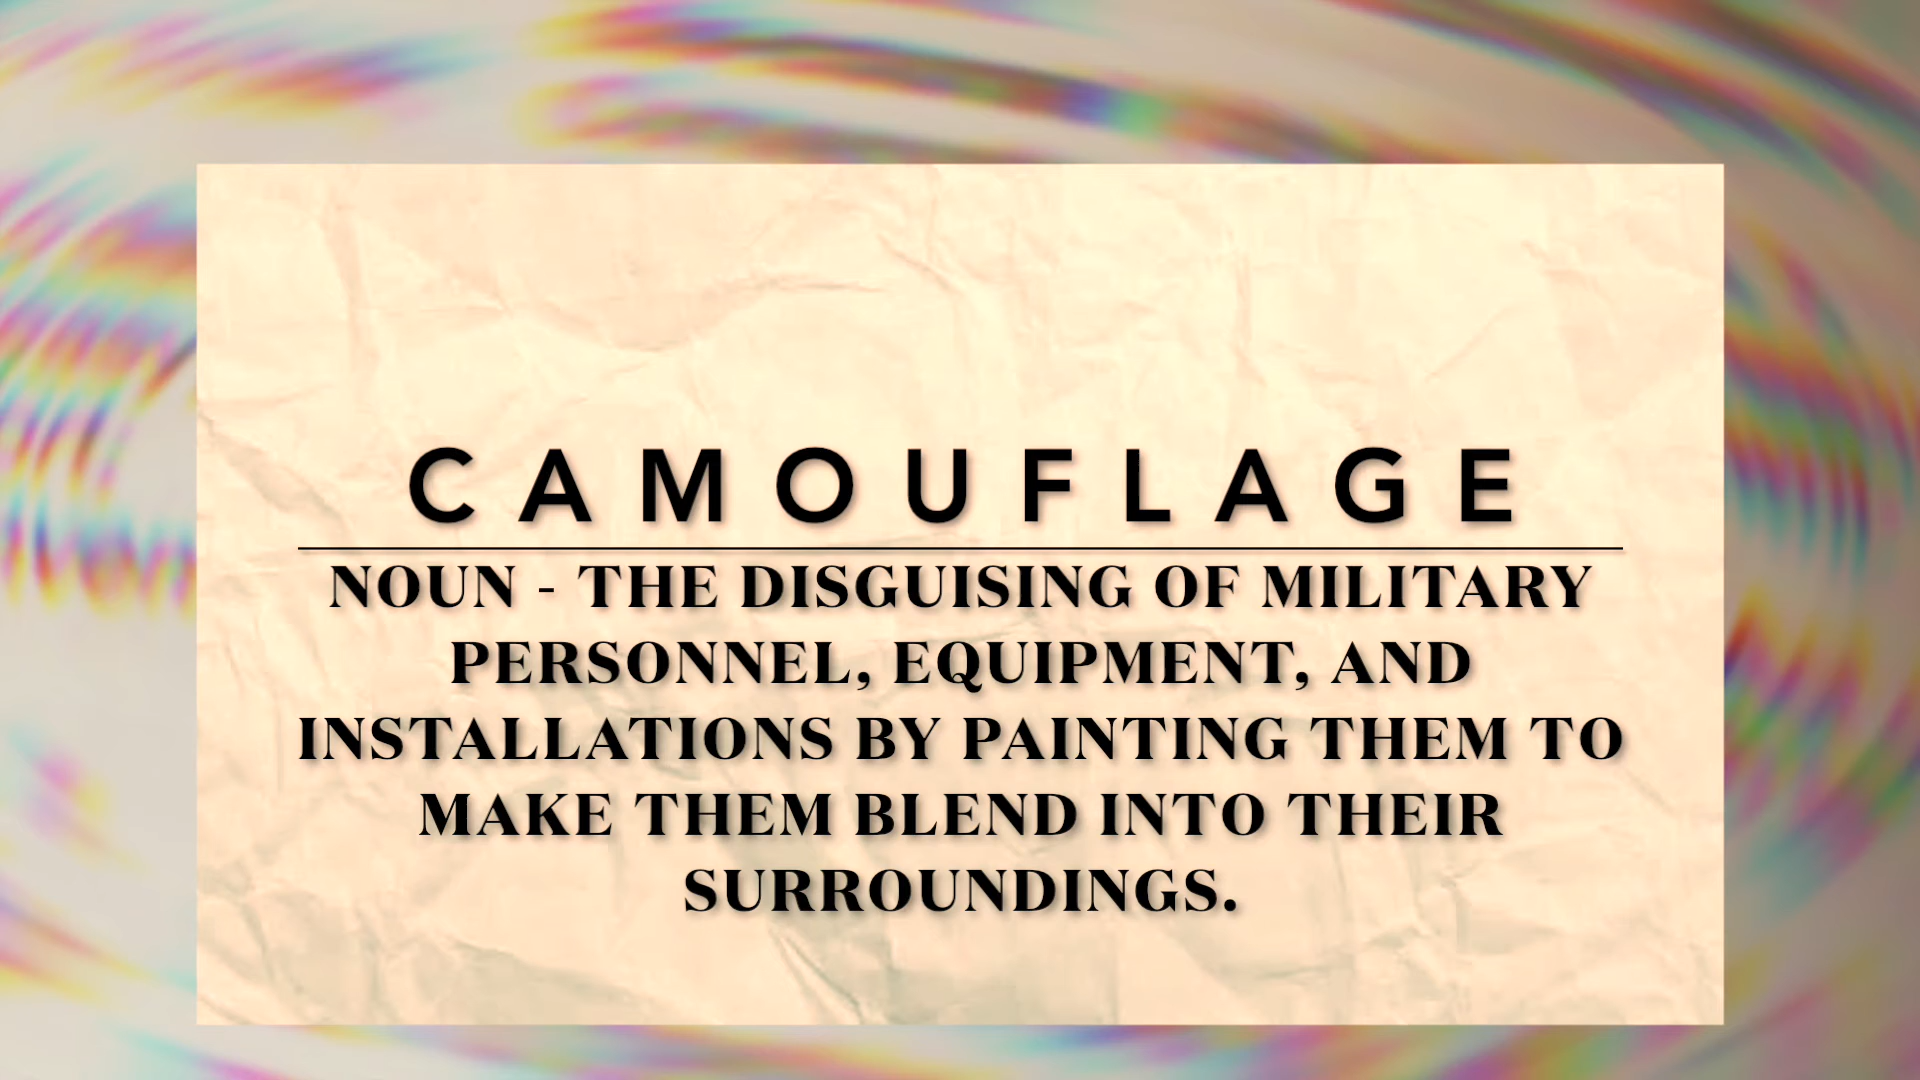 CAMOUFLAGE
NOUN - THE DISGUISING OF MILITARY
PERSONNEL, EQUIPMENT, AND
INSTALLATIONS BY PAINTING THEM TO
MAKE THEM BLEND INTO THEIR
SURROUNDINGS.